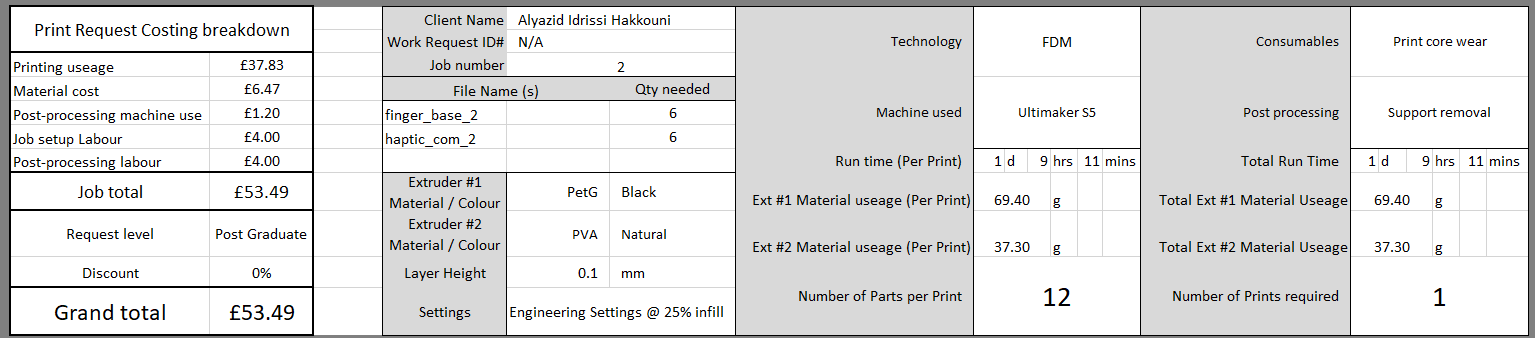 Print Request Costing breakdown
Printing useage £37.83
Material cost £6.47
Post-processing machine use £1.20
Job setup Labour £4.00
Post-processing labour £4.00
Job total £53.49
Request level Post Graduate
Discount 0%
Grand total £53.49
Client Name Alyazid Idrissi Hakkouni
Work Request ID# N/A
Job number 2
File Name (s) Qty needed
finger_base_2 6
haptic_com_2 6
Extruder #1
Material / Colour PetG Black
Extruder #2
Material / Colour PVA Natural
Layer Height 0.1 mm
Settings Engineering Settings @ 25% infill
Technology FDM
Machine used Ultimaker S5
Run time (Per Print) 1 d 9 hrs 11 mins
Ext #1 Material useage (Per Print) 69.40 g
Ext #2 Material useage (Per Print) 37.30 g
Number of Parts per Print 12
Consumables Print core wear
Post processing Support removal
Total Run Time 1 d 9 hrs 11 mins
Total Ext #1 Material Useage 69.40 g
Total Ext #2 Material Useage 37.30 g
Number of Prints required 1